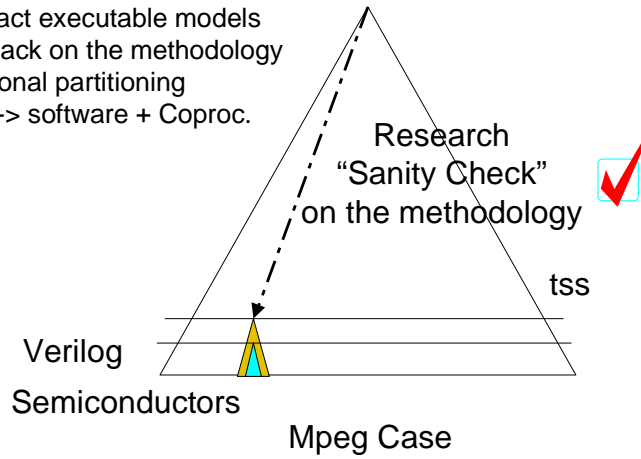 act executable models
ack on the methodology
onal partitioning
-> software + Coproc.
Research
“Sanity Check”
on the methodology
tss
Verilog
Semiconductors
Mpeg Case